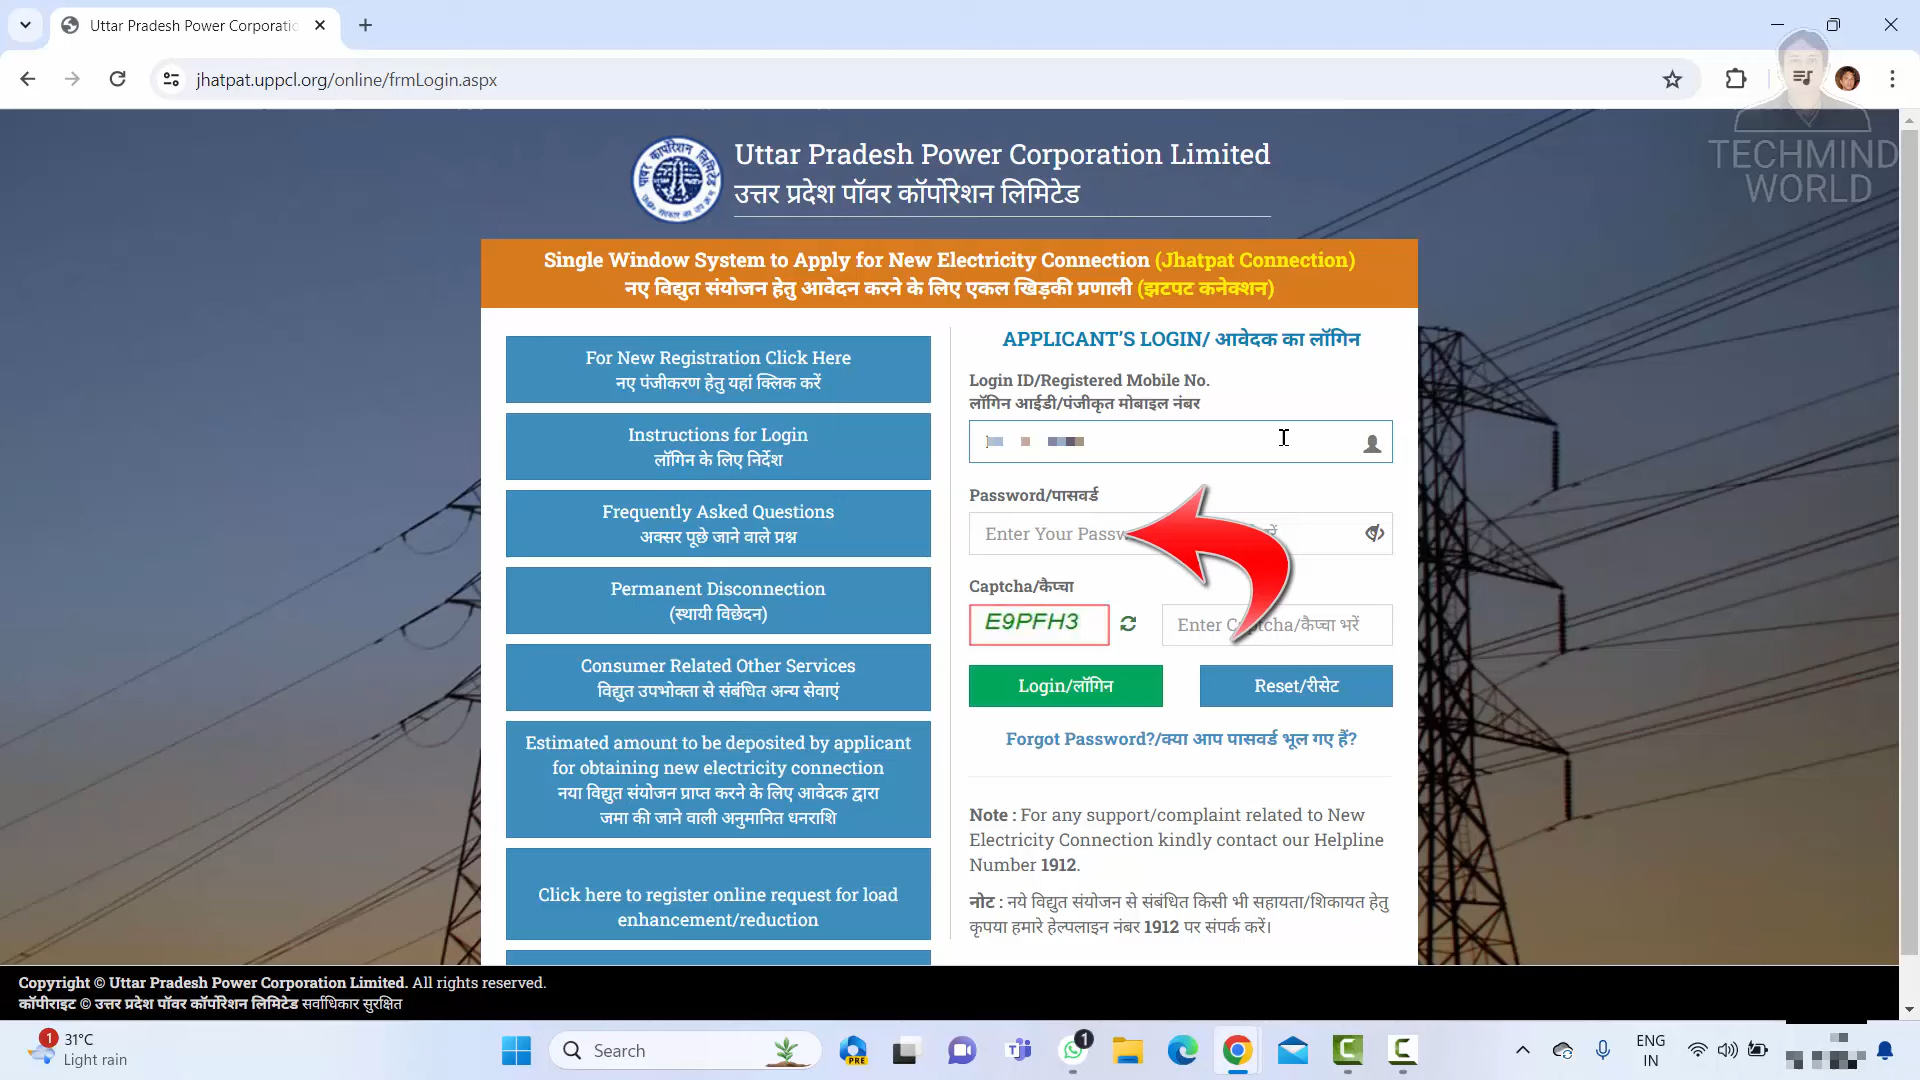 Uttar Pradesh Power Corporatio
jhatpat.uppcl.org/online/frmLogin.aspx
TECHMIND
WORLD
Uttar Pradesh Power Corporation Limited
उत्तर प्रदेश पॉवर कॉर्पोरेशन लिमिटेड
Single Window System to Apply for New Electricity Connection (Jhatpat Connection)
नए विद्युत संयोजन हेतु आवेदन करने के लिए एकल खिड़की प्रणाली (झटपट कनेक्शन)
For New Registration Click Here
नए पंजीकरण हेतु यहां क्लिक करें
Instructions for Login
लॉगिन के लिए निर्देश
Frequently Asked Questions
अक्सर पूछे जाने वाले प्रश्न
Permanent Disconnection
(स्थायी विछेदन)
Consumer Related Other Services
विद्युत उपभोक्ता से संबंधित अन्य सेवाएं
Estimated amount to be deposited by applicant
for obtaining new electricity connection
नया विद्युत संयोजन प्राप्त करने के लिए आवेदक द्वारा
जमा की जाने वाली अनुमानित धनराशि
Click here to register online request for load
enhancement/reduction
APPLICANT'S LOGIN/ आवेदक का लॉगिन
Login ID/Registered Mobile No.
लॉगिन आईडी/पंजीकृत मोबाइल नंबर
Password/पासवर्ड
Enter Your
Captcha/कैप्चा
E9PFH3
Enter Captcha/कैप्चा भरें
Login/लॉगिन
Reset/रीसेट
Forgot Password?/क्या आप पासवर्ड भूल गए हैं?
Note : For any support/complaint related to New
Electricity Connection kindly contact our Helpline
Number 1912.
नोट : नये विद्युत संयोजन से संबंधित किसी भी सहायता/शिकायत हेतु
कृपया हमारे हेल्पलाइन नंबर 1912 पर संपर्क करें।
Copyright © Uttar Pradesh Power Corporation Limited. All rights reserved.
कॉपीराइट © उत्तर प्रदेश पॉवर कॉर्पोरेशन लिमिटेड सर्वाधिकार सुरक्षित
1
31°C
Light rain
Search
PRE
1
ENG
IN